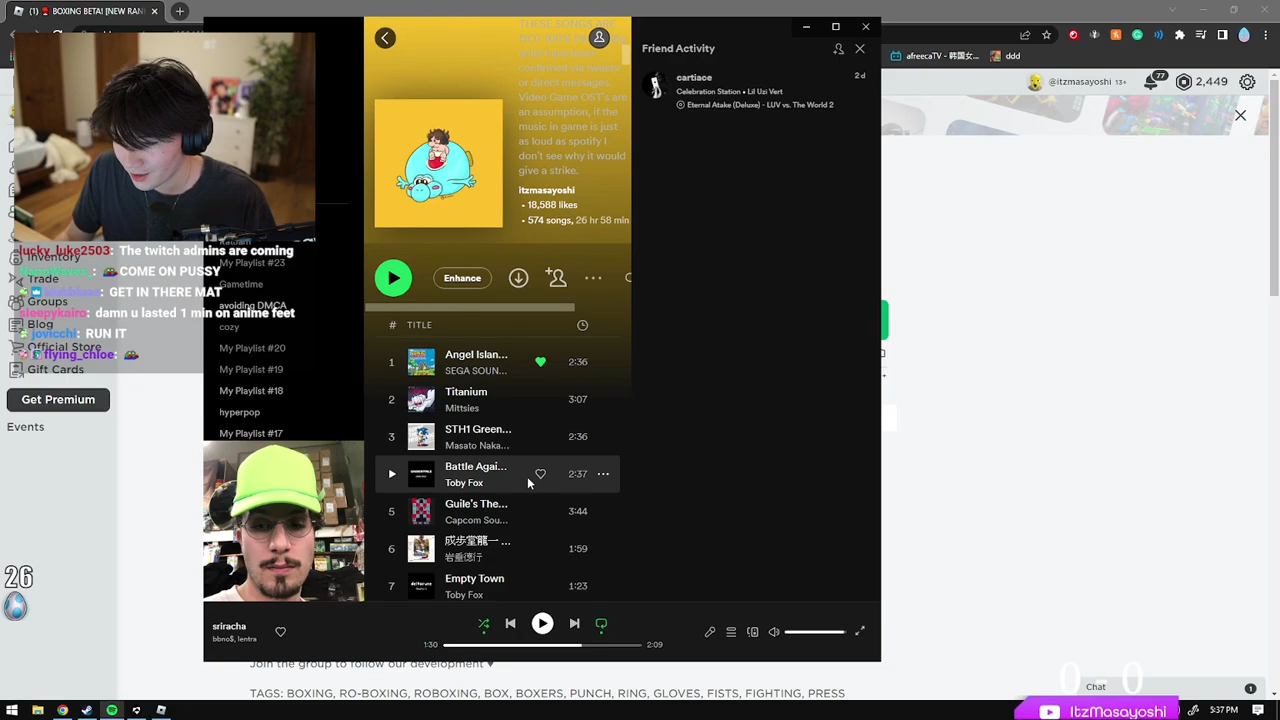 [1] 🥊 BOXING BETA! - R
THESE SONGS ARE
confirmed via tweets
or direct messages.
Video Game OST's are
an assumption, if the
music in game is just
as loud as spotify I
don't see why it would
give a strike.
itzmasayoshi
• 18,588 likes
• 574 songs, 26 hr 58 min
Friend Activity
cartiace
2 d
Celebration Station • Lil Uzi Vert
Eternal Atake (Deluxe) - LUV vs. The World 2
afreecaTV - 韩国女...
ddd
77
@itzmasayoshi 13+
2,449
lucky_luke2503: The twitch admins are coming
COME ON PUSSY
GET IN THERE MAT
sleepykairo: damn u lasted 1 min on anime feet
jovicchi: RUN IT
flying_chloe:
Inventory
Trade
Groups
Blog
Official Store
Gift Cards
Get Premium
Events
My Playlist #23
Gametime
avoiding DMCA
cozy
My Playlist #20
My Playlist #19
My Playlist #18
hyperpop
My Playlist #17
Enhance
# TITLE
1 Angel Islan... 2:36
SEGA SOUN...
2 Titanium 3:07
Mittsies
3 STH1 Green... 2:36
Masato Naka...
Battle Agai... 2:37
Toby Fox
5 Guile's The... 3:44
Capcom Sou...
6 成歩堂龍一 ... 1:59
岩垂徳行
7 Empty Town 1:23
Toby Fox
26
sriracha
bbno$, lentra
1:30
2:09
Join the group to follow our development ♥
TAGS: BOXING, RO-BOXING, ROBOXING, BOX, BOXERS, PUNCH, RING, GLOVES, FISTS, FIGHTING, PRESS
0 - 0
Chat
1
5:37 PM